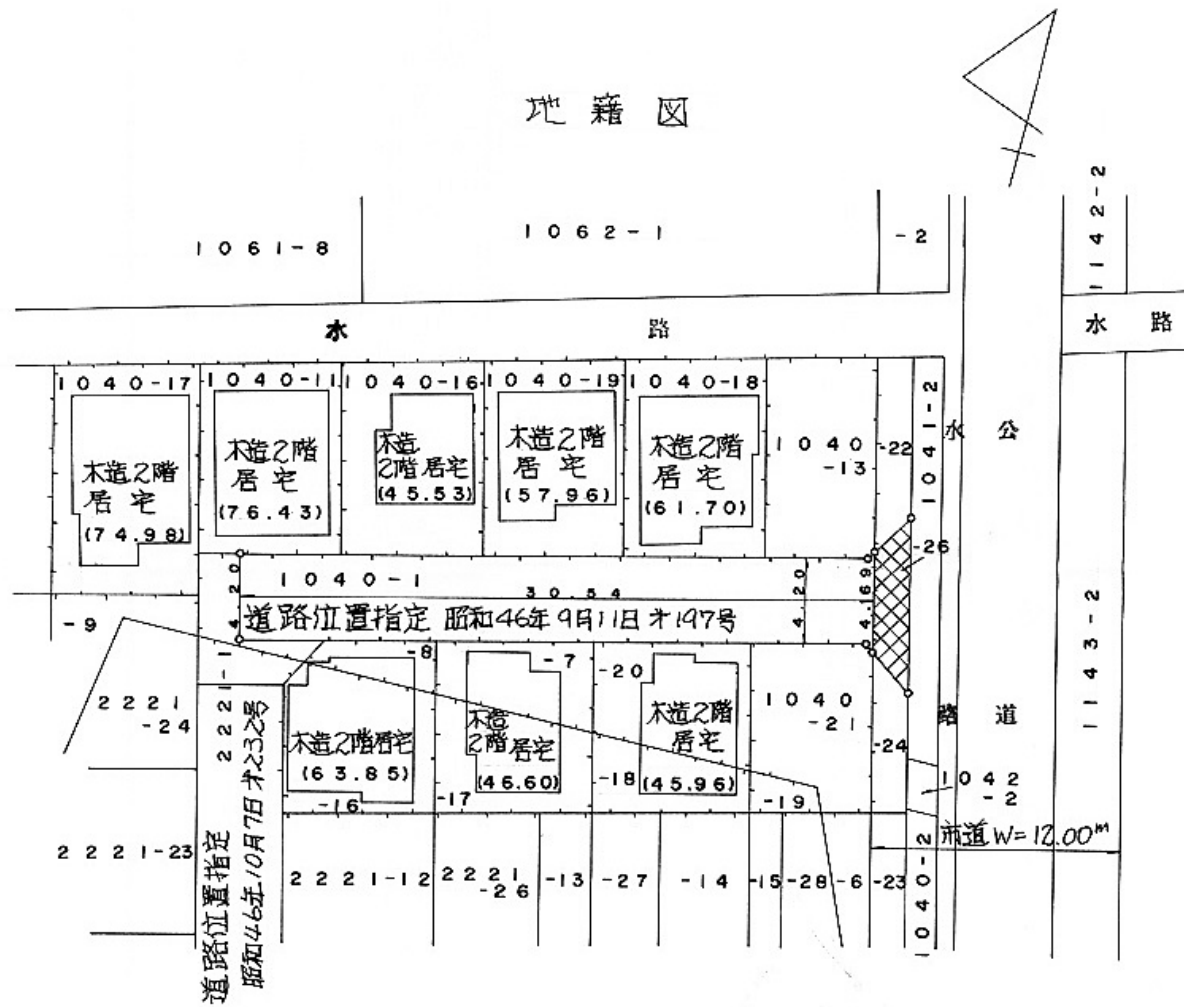 地籍図
1061-8
1062-1
-2
1142-2
水路
水路
1040-17
1040-11
1040-16
1040-19
1040-18
1040
-13
-22
1041-2
水公
木造2階
居宅
(74.98)
木造2階
居宅
(76.43)
木造
2階居宅
(45.53)
木造2階
居宅
(57.96)
木造2階
居宅
(61.70)
-26
1040-1
4.20
30.54
4.20
4.169
道路位置指定 昭和46年9月11日 才197号
1143-2
-9
2221
-24
2221-1
-8
-7
-20
1040
-21
-24
路道
木造2階居宅
(63.85)
木造
2階居宅
(46.60)
木造2階
居宅
(45.96)
-16
-17
-18
-19
1042
-2
市道W=12.00m
2221-23
道路位置指定
昭和46年10月7日 才232号
2221-12
2221
-26
-13
-27
-14
-15
-28
-6
-23
1040-2